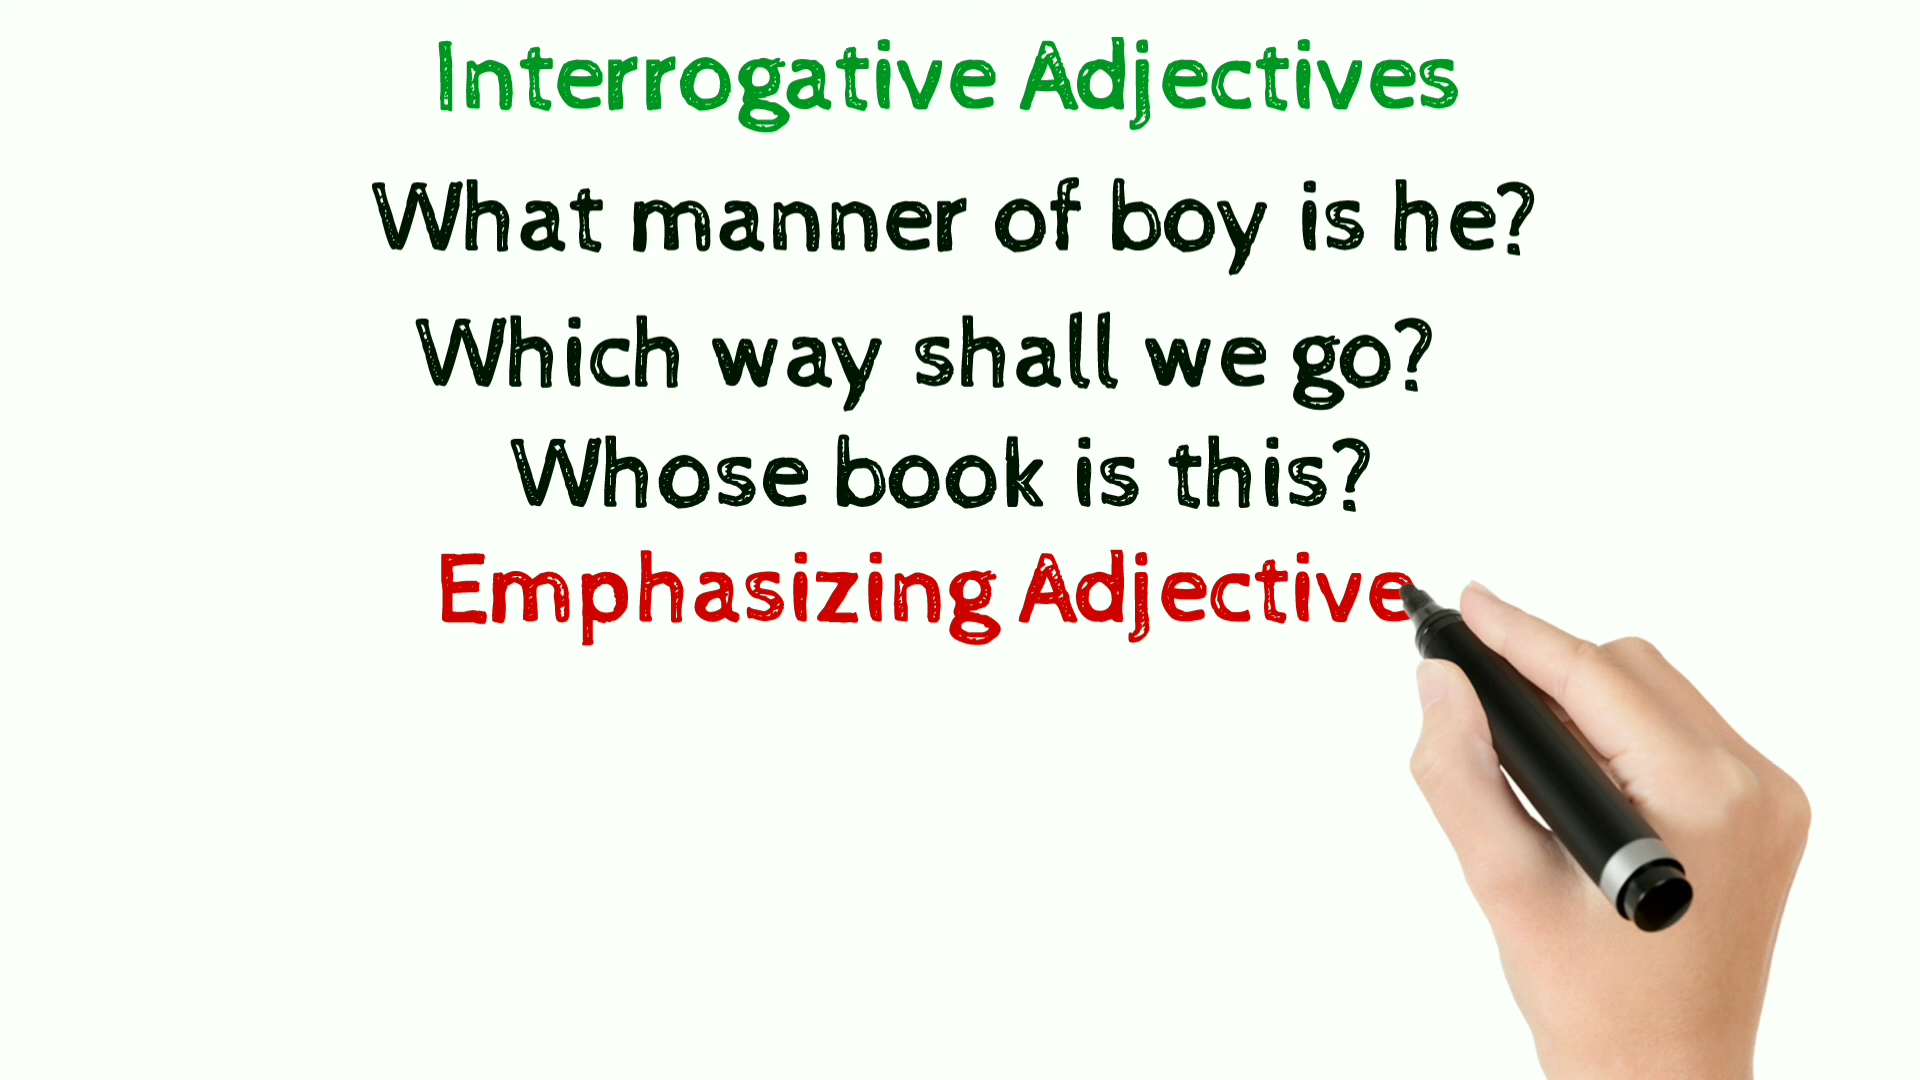 Interrogative Adjectives
What manner of boy is he?
Which way shall we go?
Whose book is this?
Emphasizing Adjective